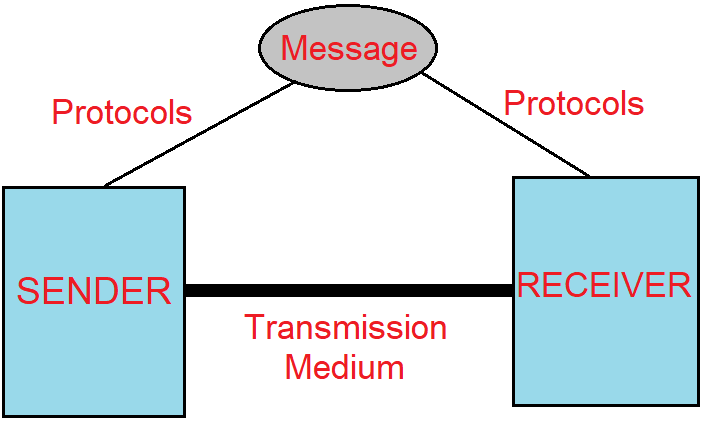 Message
Protocols
Protocols
SENDER
RECEIVER
Transmission
Medium